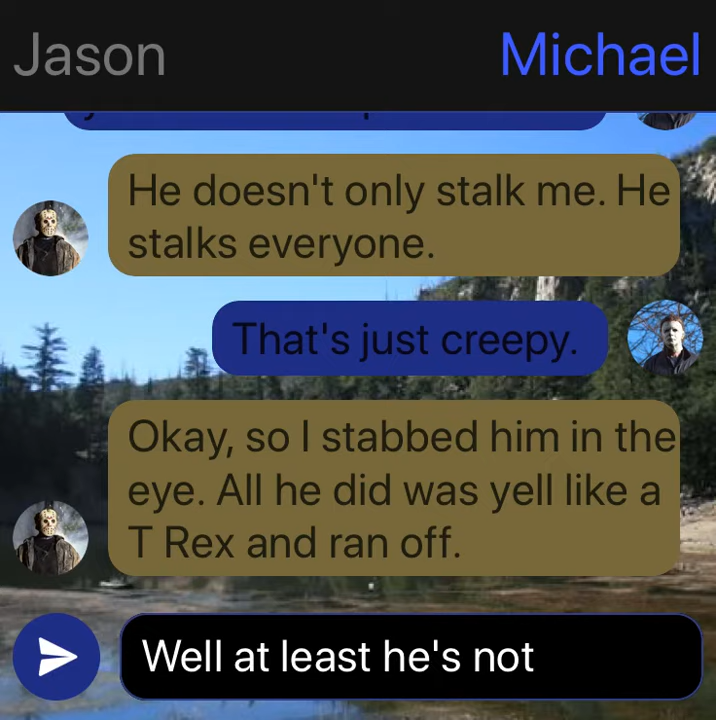 Jason
Michael
He doesn't only stalk me. He
stalks everyone.
That's just creepy.
Okay, so I stabbed him in the
eye. All he did was yell like a
T Rex and ran off.
Well at least he's not